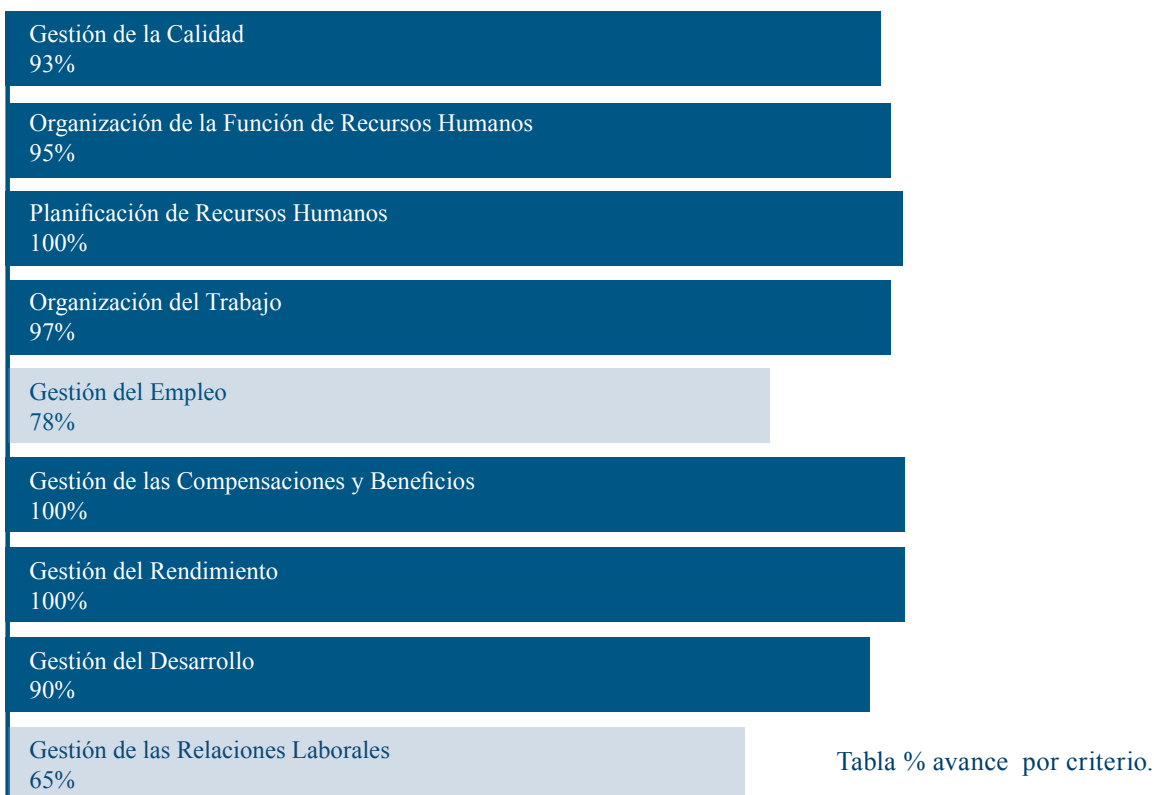 Gestión de la Calidad
93%
Organización de la Función de Recursos Humanos
95%
Planificación de Recursos Humanos
100%
Organización del Trabajo
97%
Gestión del Empleo
78%
Gestión de las Compensaciones y Beneficios
100%
Gestión del Rendimiento
100%
Gestión del Desarrollo
90%
Gestión de las Relaciones Laborales
65%
Tabla % avance por criterio.